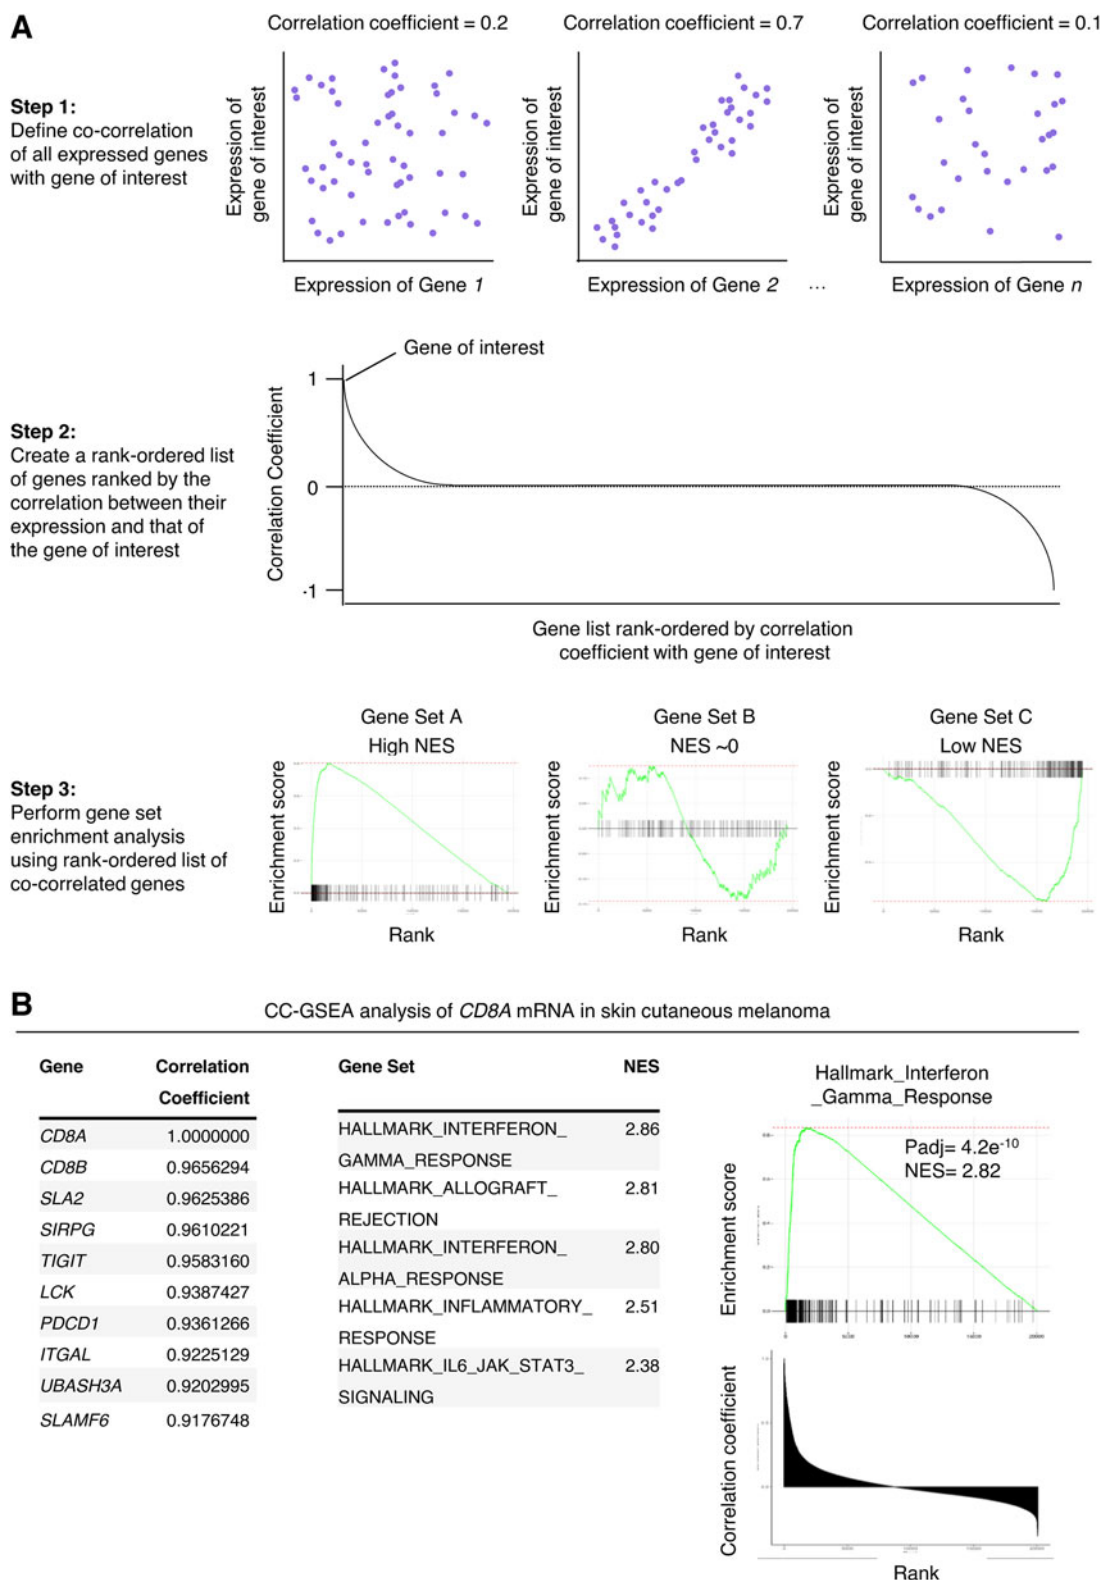 A
Correlation coefficient = 0.2
Correlation coefficient = 0.7
Correlation coefficient = 0.1
Step 1:
Define co-correlation
of all expressed genes
with gene of interest
Expression of
gene of interest
Expression of
gene of interest
Expression of
gene of interest
Expression of Gene 1
Expression of Gene 2
...
Expression of Gene n
Gene of interest
Step 2:
Create a rank-ordered list
of genes ranked by the
correlation between their
expression and that of
the gene of interest
Correlation Coefficient
1
0
-1
Gene list rank-ordered by correlation
coefficient with gene of interest
Step 3:
Perform gene set
enrichment analysis
using rank-ordered list of
co-correlated genes
Gene Set A
High NES
Enrichment score
Rank
Gene Set B
NES ~0
Enrichment score
Rank
Gene Set C
Low NES
Enrichment score
Rank
B
CC-GSEA analysis of CD8A mRNA in skin cutaneous melanoma
Gene Correlation
Coefficient
CD8A 1.0000000
CD8B 0.9656294
SLA2 0.9625386
SIRPG 0.9610221
TIGIT 0.9583160
LCK 0.9387427
PDCD1 0.9361266
ITGAL 0.9225129
UBASH3A 0.9202995
SLAMF6 0.9176748
Gene Set NES
HALLMARK_INTERFERON_ 2.86
GAMMA_RESPONSE
HALLMARK_ALLOGRAFT_ 2.81
REJECTION
HALLMARK_INTERFERON_ 2.80
ALPHA_RESPONSE
HALLMARK_INFLAMMATORY_ 2.51
RESPONSE
HALLMARK_IL6_JAK_STAT3_ 2.38
SIGNALING
Hallmark_Interferon
_Gamma_Response
Padj= 4.2e-10
NES= 2.82
Enrichment score
Correlation coefficient
Rank